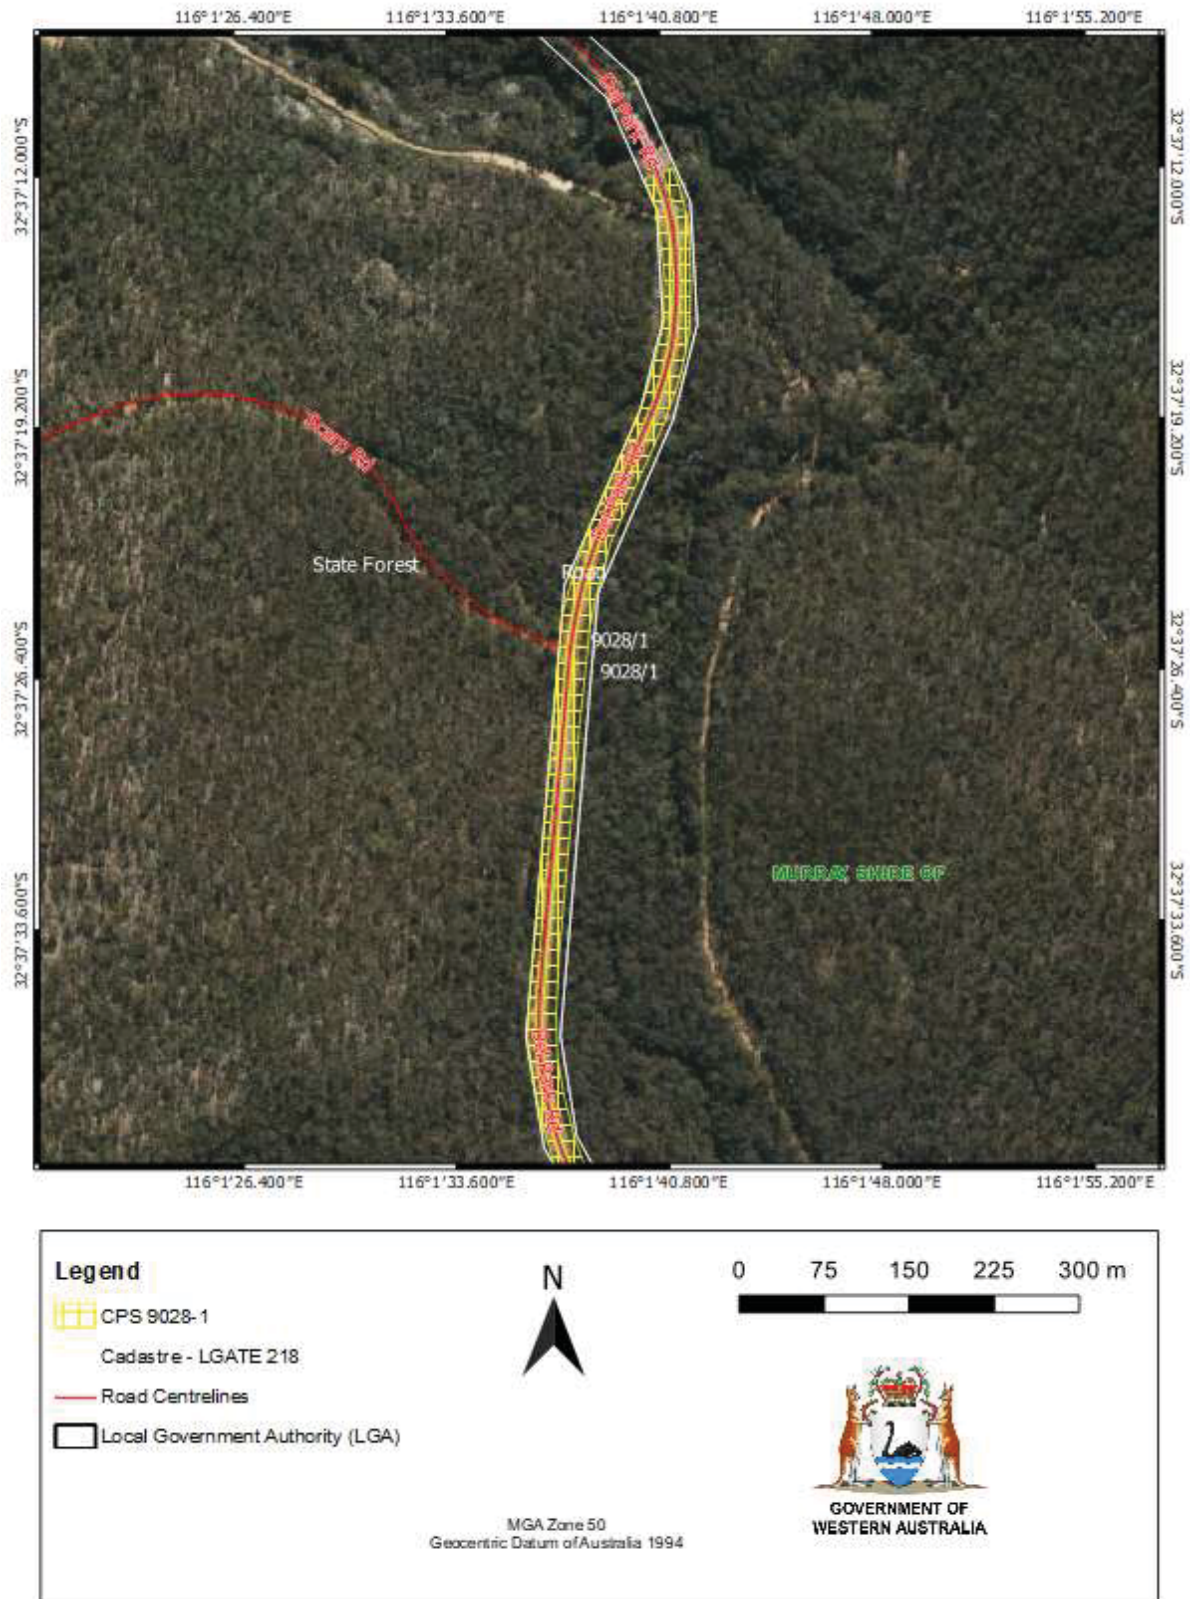 116°1'26.400"E 116°1'33.600"E 116°1'40.800"E 116°1'48.000"E 116°1'55.200"E
32°37'12.000"S
32°37'12.000"S
32°37'19.200"S
32°37'19.200"S
Scarp Rd
State Forest
Road
9028/1
9028/1
32°37'26.400"S
32°37'26.400"S
MURRAY, SHIRE OF
32°37'33.600"S
32°37'33.600"S
116°1'26.400"E 116°1'33.600"E 116°1'40.800"E 116°1'48.000"E 116°1'55.200"E
Legend
CPS 9028-1
Cadastre - LGATE 218
Road Centrelines
Local Government Authority (LGA)
N
0 75 150 225 300 m
MGA Zone 50
Geocentric Datum of Australia 1994
GOVERNMENT OF
WESTERN AUSTRALIA